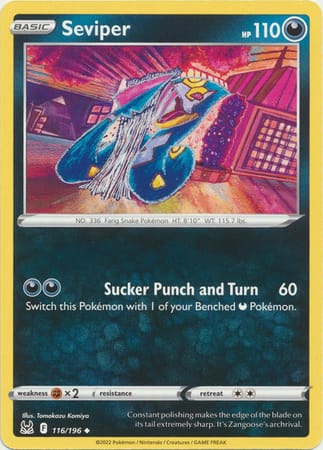 BASIC Seviper HP 110
NO. 336 Fang Snake Pokémon HT: 8'10" WT: 115.7 lbs.
Sucker Punch and Turn 60
Switch this Pokémon with 1 of your Benched Pokémon.
weakness ×2 resistance retreat
Illus. Tomokazu Komiya
F 116/196
Constant polishing makes the edge of the blade on
its tail extremely sharp. It's Zangoose's archrival.
©2022 Pokémon / Nintendo / Creatures / GAME FREAK